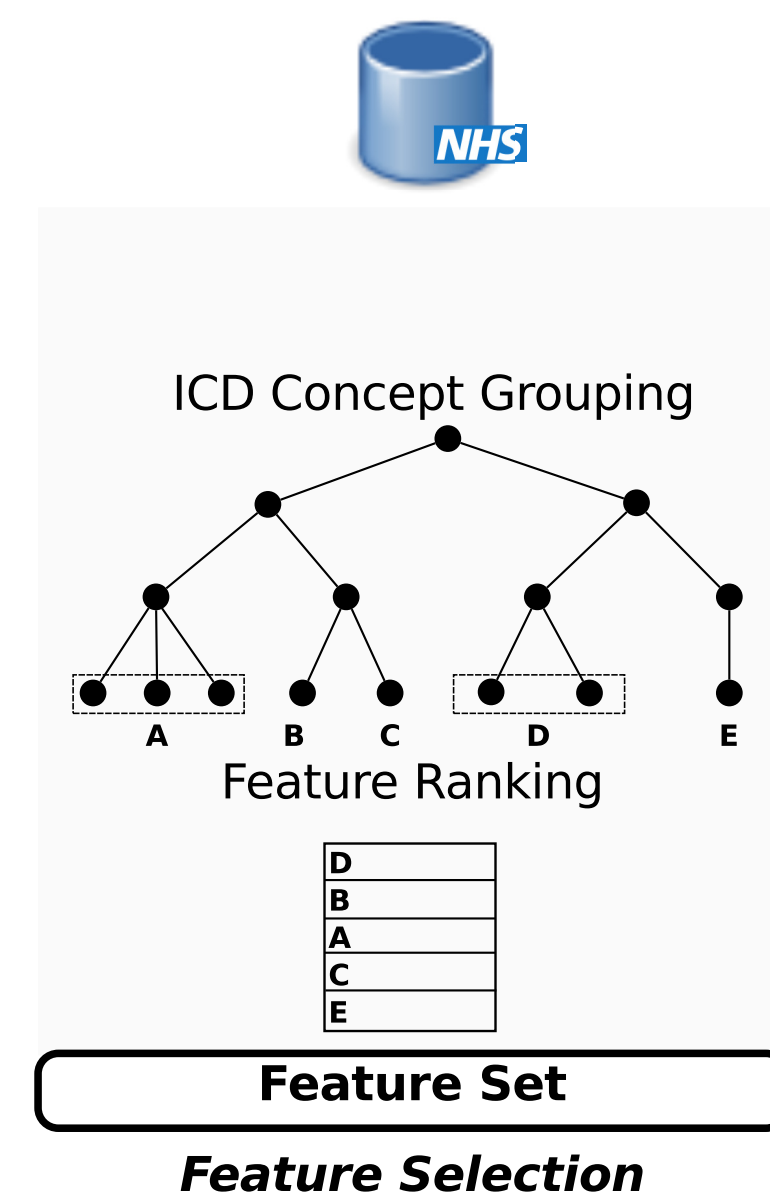 NHS
ICD Concept Grouping
A B C D E
Feature Ranking
D
B
A
C
E
Feature Set
Feature Selection